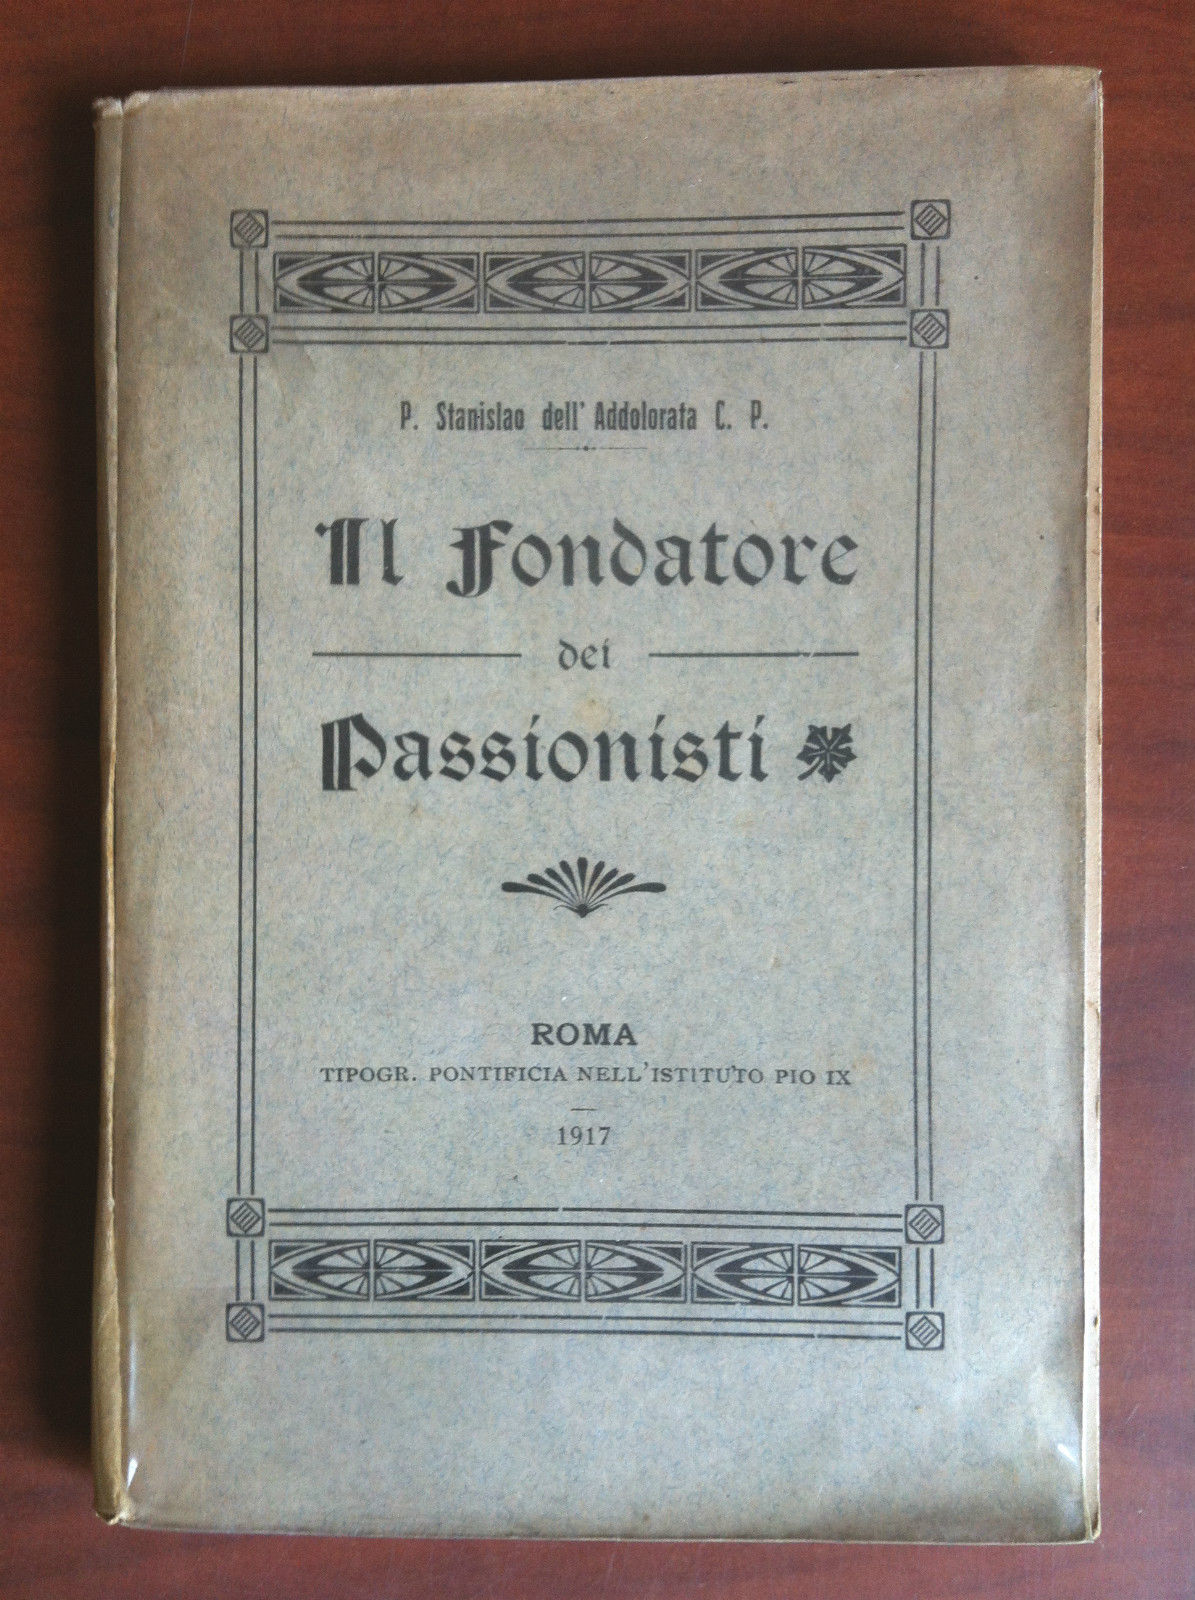 P. Stanislao dell' Addolorata C. P.
Il Fondatore
dei
Passionisti
ROMA
TIPOGR. PONTIFICIA NELL'ISTITUTO PIO IX
1917